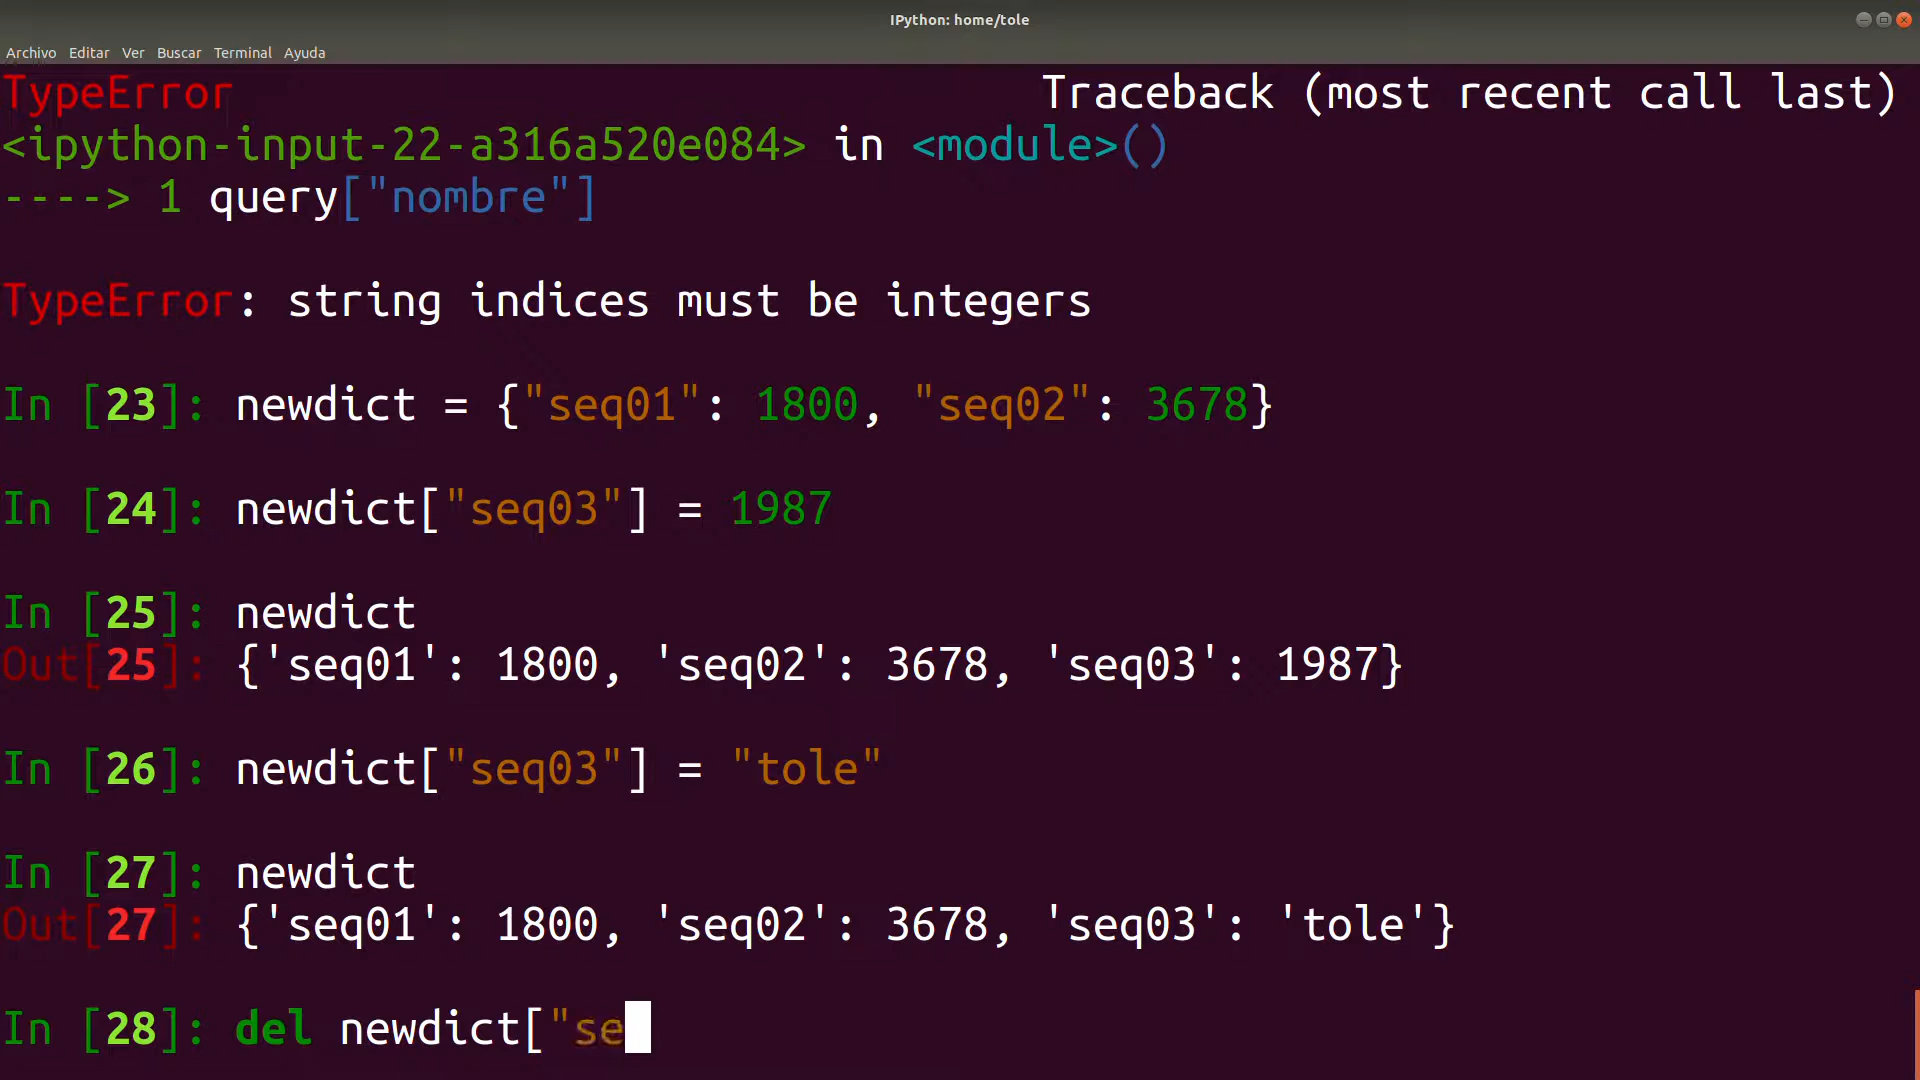 IPython: home/tole
Archivo Editar Ver Buscar Terminal Ayuda
TypeError Traceback (most recent call last)
<ipython-input-22-a316a520e084> in <module>()
----> 1 query["nombre"]
TypeError: string indices must be integers
In [23]: newdict = {"seq01": 1800, "seq02": 3678}
In [24]: newdict["seq03"] = 1987
In [25]: newdict
Out[25]: {'seq01': 1800, 'seq02': 3678, 'seq03': 1987}
In [26]: newdict["seq03"] = "tole"
In [27]: newdict
Out[27]: {'seq01': 1800, 'seq02': 3678, 'seq03': 'tole'}
In [28]: del newdict["se